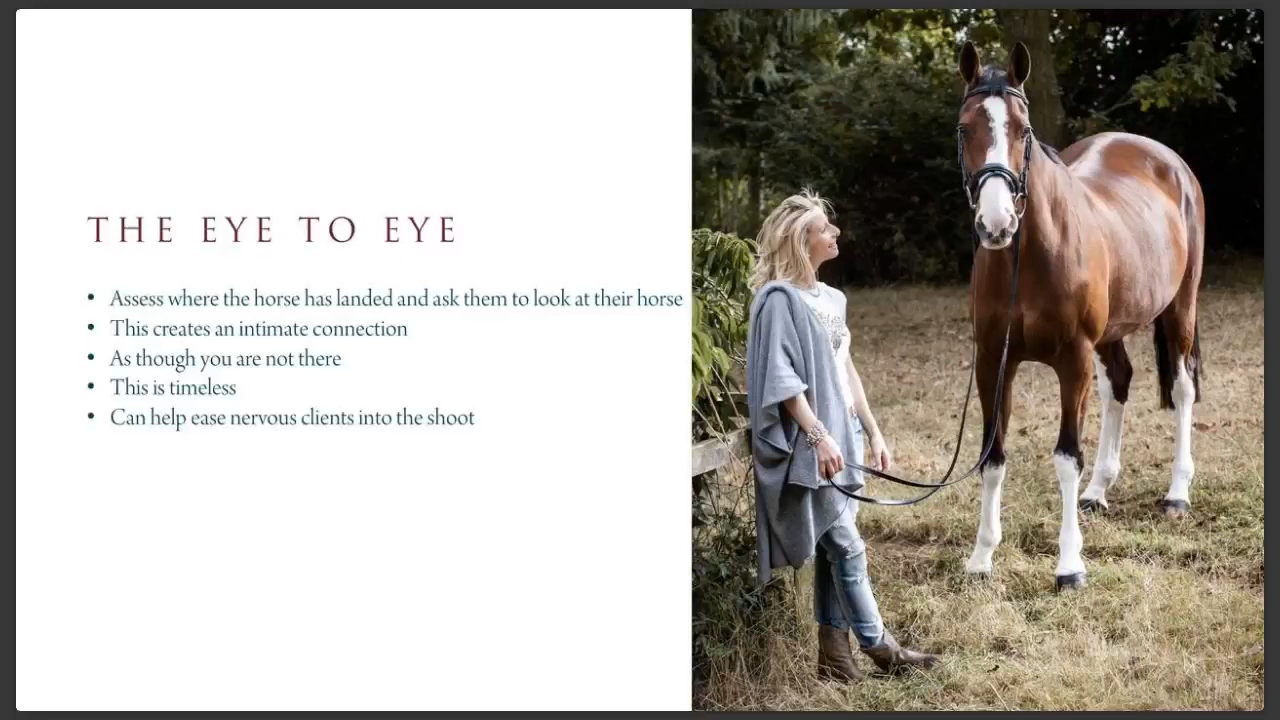 THE EYE TO EYE
• Assess where the horse has landed and ask them to look at their horse
• This creates an intimate connection
• As though you are not there
• This is timeless
• Can help ease nervous clients into the shoot